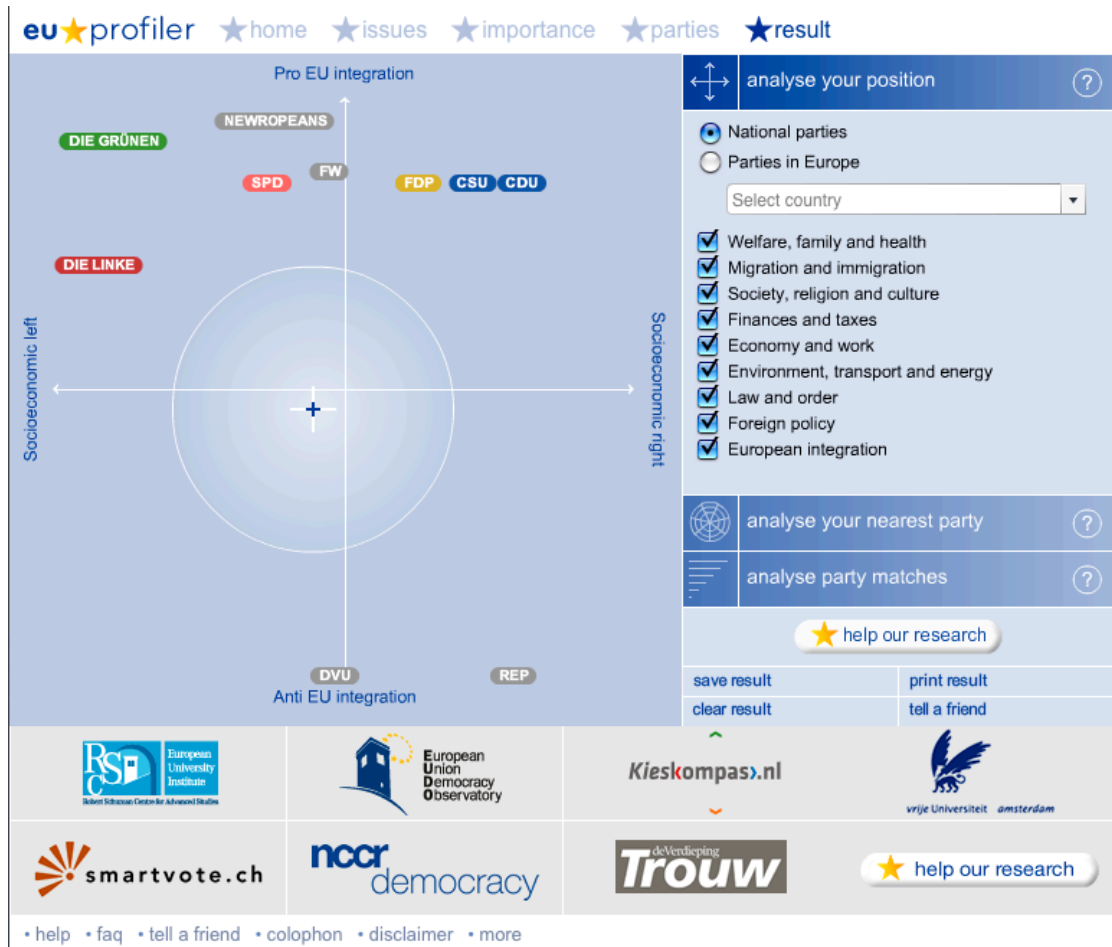 eu profiler
home
issues
importance
parties
result
Pro EU integration
NEWROPEANS
DIE GRÜNEN
FW
SPD
FDP
CSU
CDU
DIE LINKE
Socioeconomic left
Socioeconomic right
DVU
REP
Anti EU integration
analyse your position
?
National parties
Parties in Europe
Select country
Welfare, family and health
Migration and immigration
Society, religion and culture
Finances and taxes
Economy and work
Environment, transport and energy
Law and order
Foreign policy
European integration
analyse your nearest party
?
analyse party matches
?
help our research
save result
print result
clear result
tell a friend
RSC
European
University
Institute
Robert Schuman Centre for Advanced Studies
European
Union
Democracy
Observatory
Kieskompas.nl
vrije Universiteit amsterdam
smartvote.ch
nccr
democracy
deVerdieping
Trouw
help our research
• help • faq • tell a friend • colophon • disclaimer • more